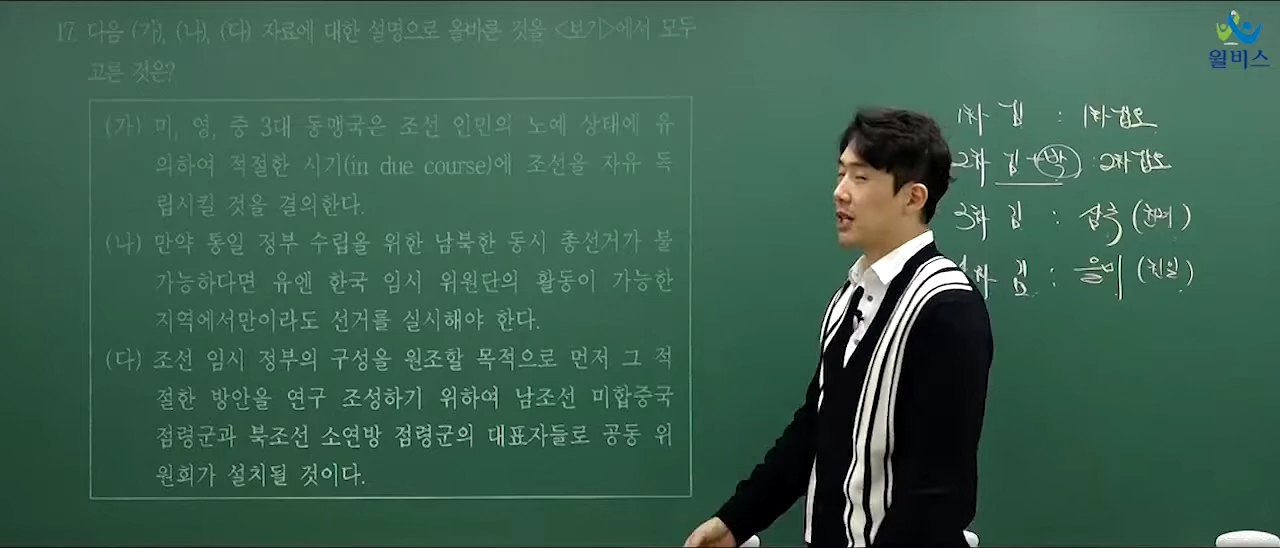 17. 다음 (가), (나), (다) 자료에 대한 설명으로 올바른 것을 <보기>에서 모두
고른 것은?
(가) 미, 영, 중 3대 동맹국은 조선 인민의 노예 상태에 유
의하여 적절한 시기(in due course)에 조선을 자유 독
립시킬 것을 결의한다.
(나) 만약 통일 정부 수립을 위한 남북한 동시 총선거가 불
가능하다면 유엔 한국 임시 위원단의 활동이 가능한
지역에서만이라도 선거를 실시해야 한다.
(다) 조선 임시 정부의 구성을 원조할 목적으로 먼저 그 적
절한 방안을 연구 조성하기 위하여 남조선 미합중국
점령군과 북조선 소연방 점령군의 대표자들로 공동 위
원회가 설치될 것이다.
윌비스
1차 김 : 1차갑오
2차 김+박 : 2차갑오
3차 김 : 삼축 (친러)
차 김 : 을미 (친일)